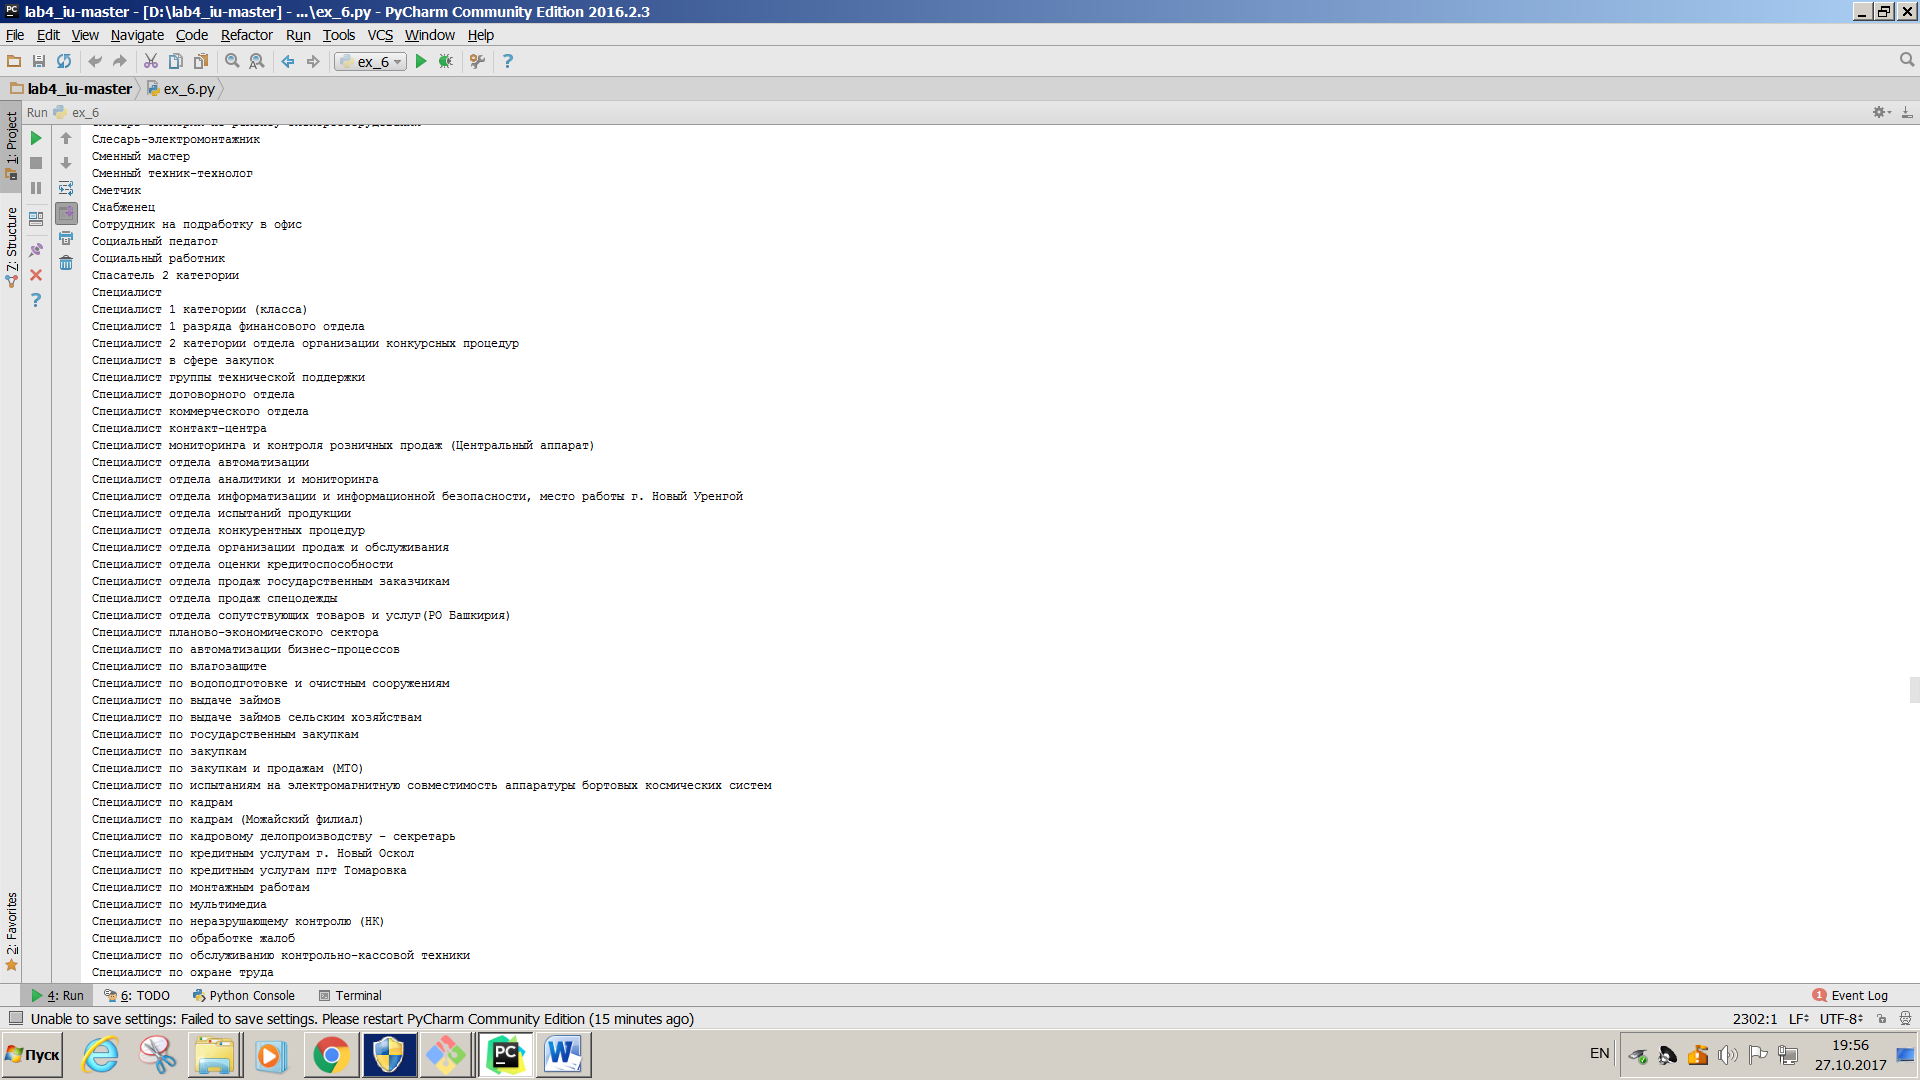 lab4_iu-master - [D:\lab4_iu-master] - ...\ex_6.py - PyCharm Community Edition 2016.2.3
File Edit View Navigate Code Refactor Run Tools VCS Window Help
ex_6
lab4_iu-master ex_6.py
Run ex_6
1: Project
Z: Structure
2: Favorites
Слесарь-электромонтажник
Сменный мастер
Сменный техник-технолог
Сметчик
Снабженец
Сотрудник на подработку в офис
Социальный педагог
Социальный работник
Спасатель 2 категории
Специалист
Специалист 1 категории (класса)
Специалист 1 разряда финансового отдела
Специалист 2 категории отдела организации конкурсных процедур
Специалист в сфере закупок
Специалист группы технической поддержки
Специалист договорного отдела
Специалист коммерческого отдела
Специалист контакт-центра
Специалист мониторинга и контроля розничных продаж (Центральный аппарат)
Специалист отдела автоматизации
Специалист отдела аналитики и мониторинга
Специалист отдела информатизации и информационной безопасности, место работы г. Новый Уренгой
Специалист отдела испытаний продукции
Специалист отдела конкурентных процедур
Специалист отдела организации продаж и обслуживания
Специалист отдела оценки кредитоспособности
Специалист отдела продаж государственным заказчикам
Специалист отдела продаж спецодежды
Специалист отдела сопутствующих товаров и услуг(РО Башкирия)
Специалист планово-экономического сектора
Специалист по автоматизации бизнес-процессов
Специалист по влагозащите
Специалист по водоподготовке и очистным сооружениям
Специалист по выдаче займов
Специалист по выдаче займов сельским хозяйствам
Специалист по государственным закупкам
Специалист по закупкам
Специалист по закупкам и продажам (МТО)
Специалист по испытаниям на электромагнитную совместимость аппаратуры бортовых космических систем
Специалист по кадрам
Специалист по кадрам (Можайский филиал)
Специалист по кадровому делопроизводству - секретарь
Специалист по кредитным услугам г. Новый Оскол
Специалист по кредитным услугам пгт Томаровка
Специалист по монтажным работам
Специалист по мультимедиа
Специалист по неразрушающему контролю (НК)
Специалист по обработке жалоб
Специалист по обслуживанию контрольно-кассовой техники
Специалист по охране труда
4: Run 6: TODO Python Console Terminal 1 Event Log
Unable to save settings: Failed to save settings. Please restart PyCharm Community Edition (15 minutes ago) 2302:1 LF UTF-8
Пуск EN 19:56
27.10.2017